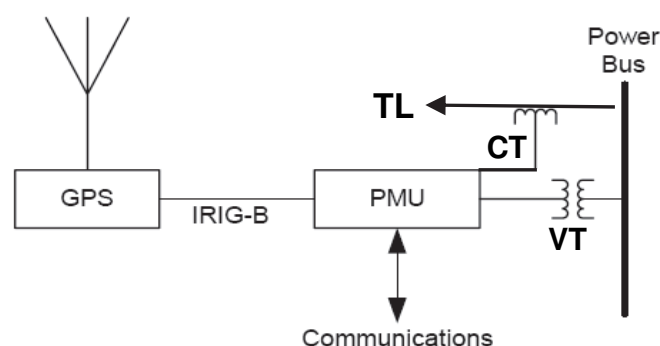 Power
Bus
TL
CT
GPS
IRIG-B
PMU
VT
Communications